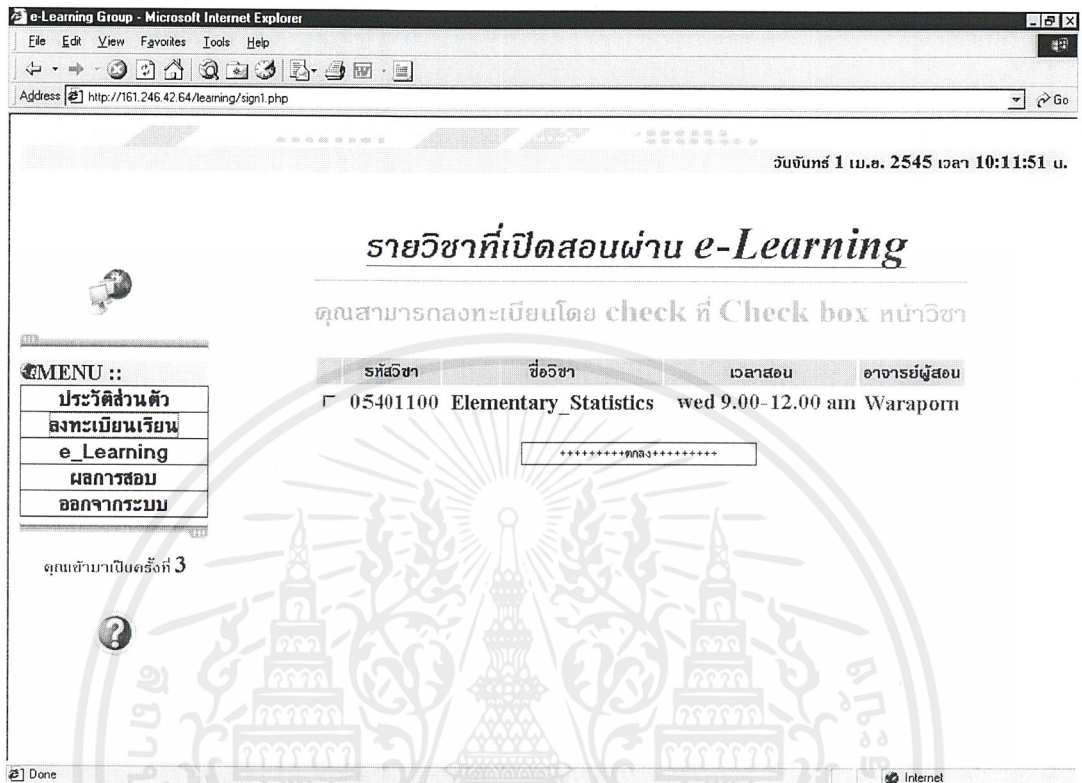 e-Learning Group - Microsoft Internet Explorer
File Edit View Favorites Tools Help
Address http://161.246.42.64/learning/sign1.php Go
วันจันทร์ 1 เม.ย. 2545 เวลา 10:11:51 น.
รายวิชาที่เปิดสอนผ่าน e-Learning
คุณสามารถลงทะเบียนโดย check ที่ Check box หน้าวิชา
MENU ::
ประวัติส่วนตัว
ลงทะเบียนเรียน
e_Learning
ผลการสอบ
ออกจากระบบ
คุณเข้ามาเป็นครั้งที่ 3
รหัสวิชา ชื่อวิชา เวลาสอน อาจารย์ผู้สอน
05401100 Elementary_Statistics wed 9.00-12.00 am Waraporn
+++++++++ตกลง+++++++++
Done Internet